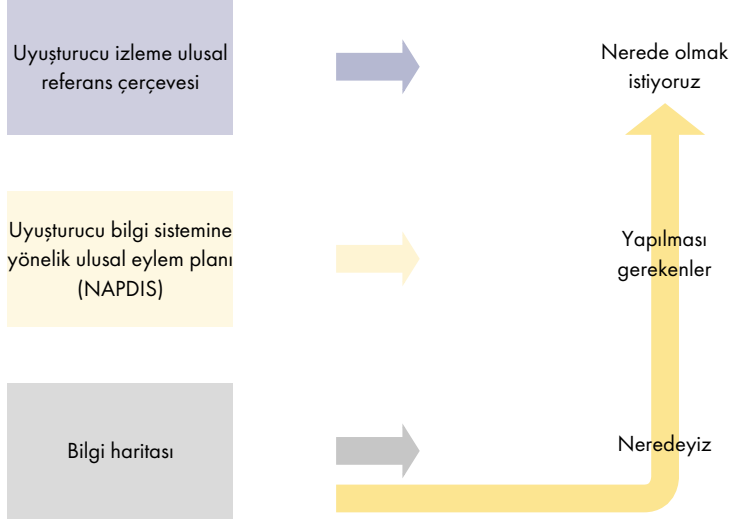 Uyuşturucu izleme ulusal
referans çerçevesi
Nerede olmak
istiyoruz
Uyuşturucu bilgi sistemine
yönelik ulusal eylem planı
(NAPDIS)
Yapılması
gerekenler
Bilgi haritası
Neredeyiz